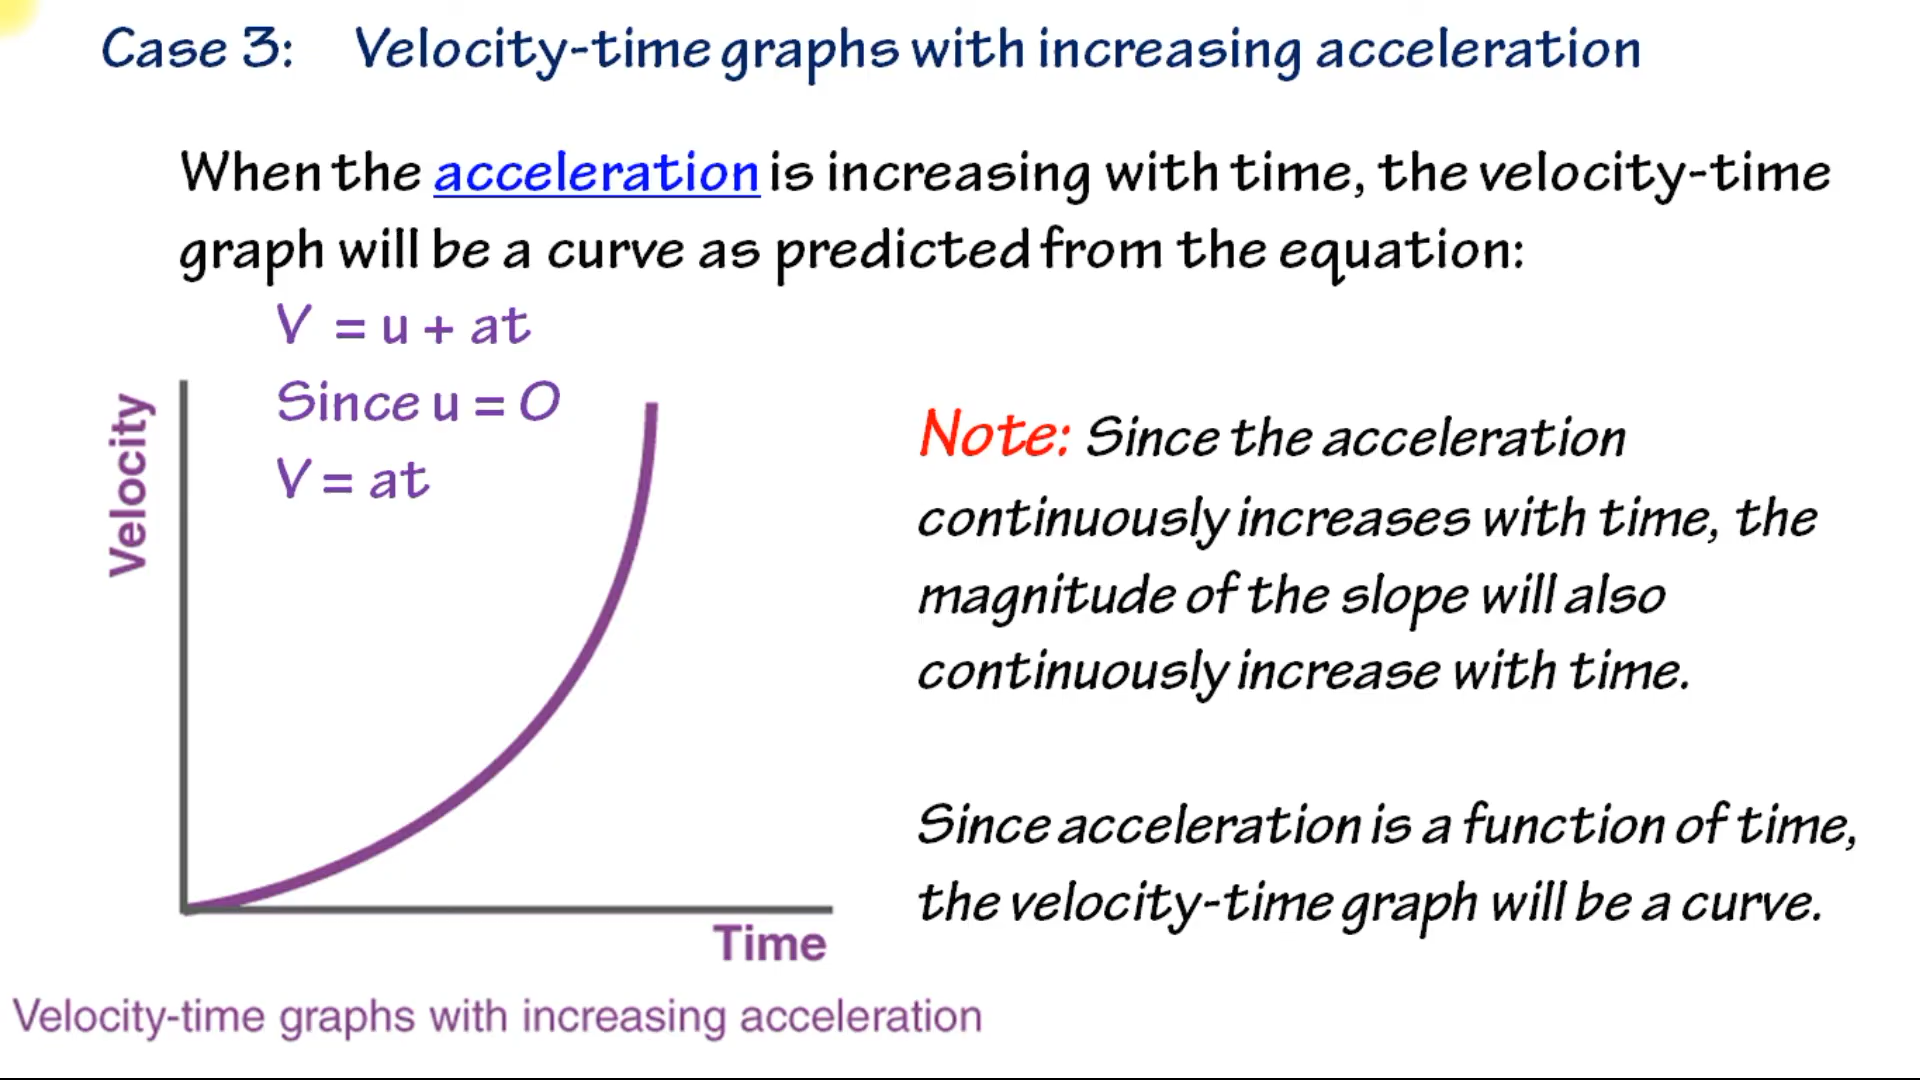 Case 3: Velocity-time graphs with increasing acceleration
When the acceleration is increasing with time, the velocity-time
graph will be a curve as predicted from the equation:
V = u + at
Since u = 0
V = at
Velocity
Note: Since the acceleration
continuously increases with time, the
magnitude of the slope will also
continuously increase with time.
Since acceleration is a function of time,
the velocity-time graph will be a curve.
Time
Velocity-time graphs with increasing acceleration